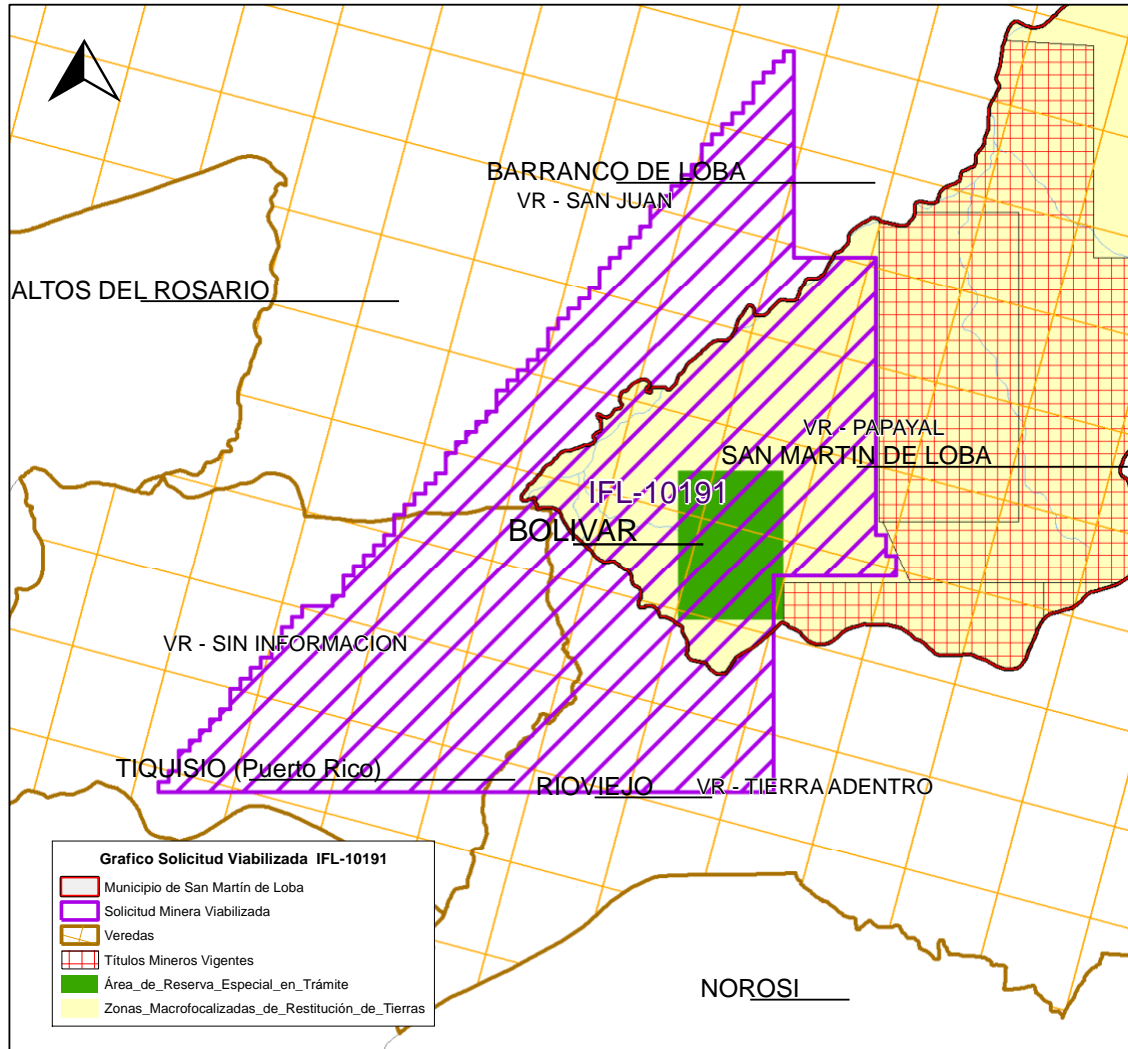 BARRANCO DE LOBA
VR - SAN JUAN
ALTOS DEL ROSARIO
VR - PAPAYAL
SAN MARTIN DE LOBA
IFL-10191
BOLIVAR
VR - SIN INFORMACION
TIQUISIO (Puerto Rico)
RIOVIEJO
VR - TIERRA ADENTRO
NOROSI
Grafico Solicitud Viabilizada IFL-10191
Municipio de San Martín de Loba
Solicitud Minera Viabilizada
Veredas
Títulos Mineros Vigentes
Área_de_Reserva_Especial_en_Trámite
Zonas_Macrofocalizadas_de_Restitución_de_Tierras